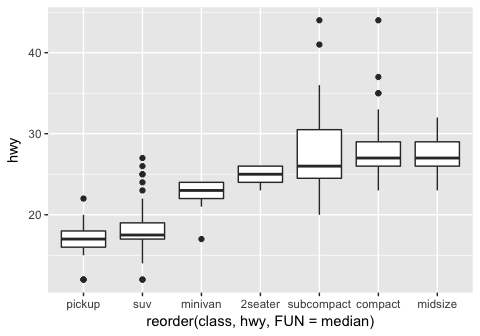 hwy
40
30
20
pickup suv minivan 2seater subcompact compact midsize
reorder(class, hwy, FUN = median)